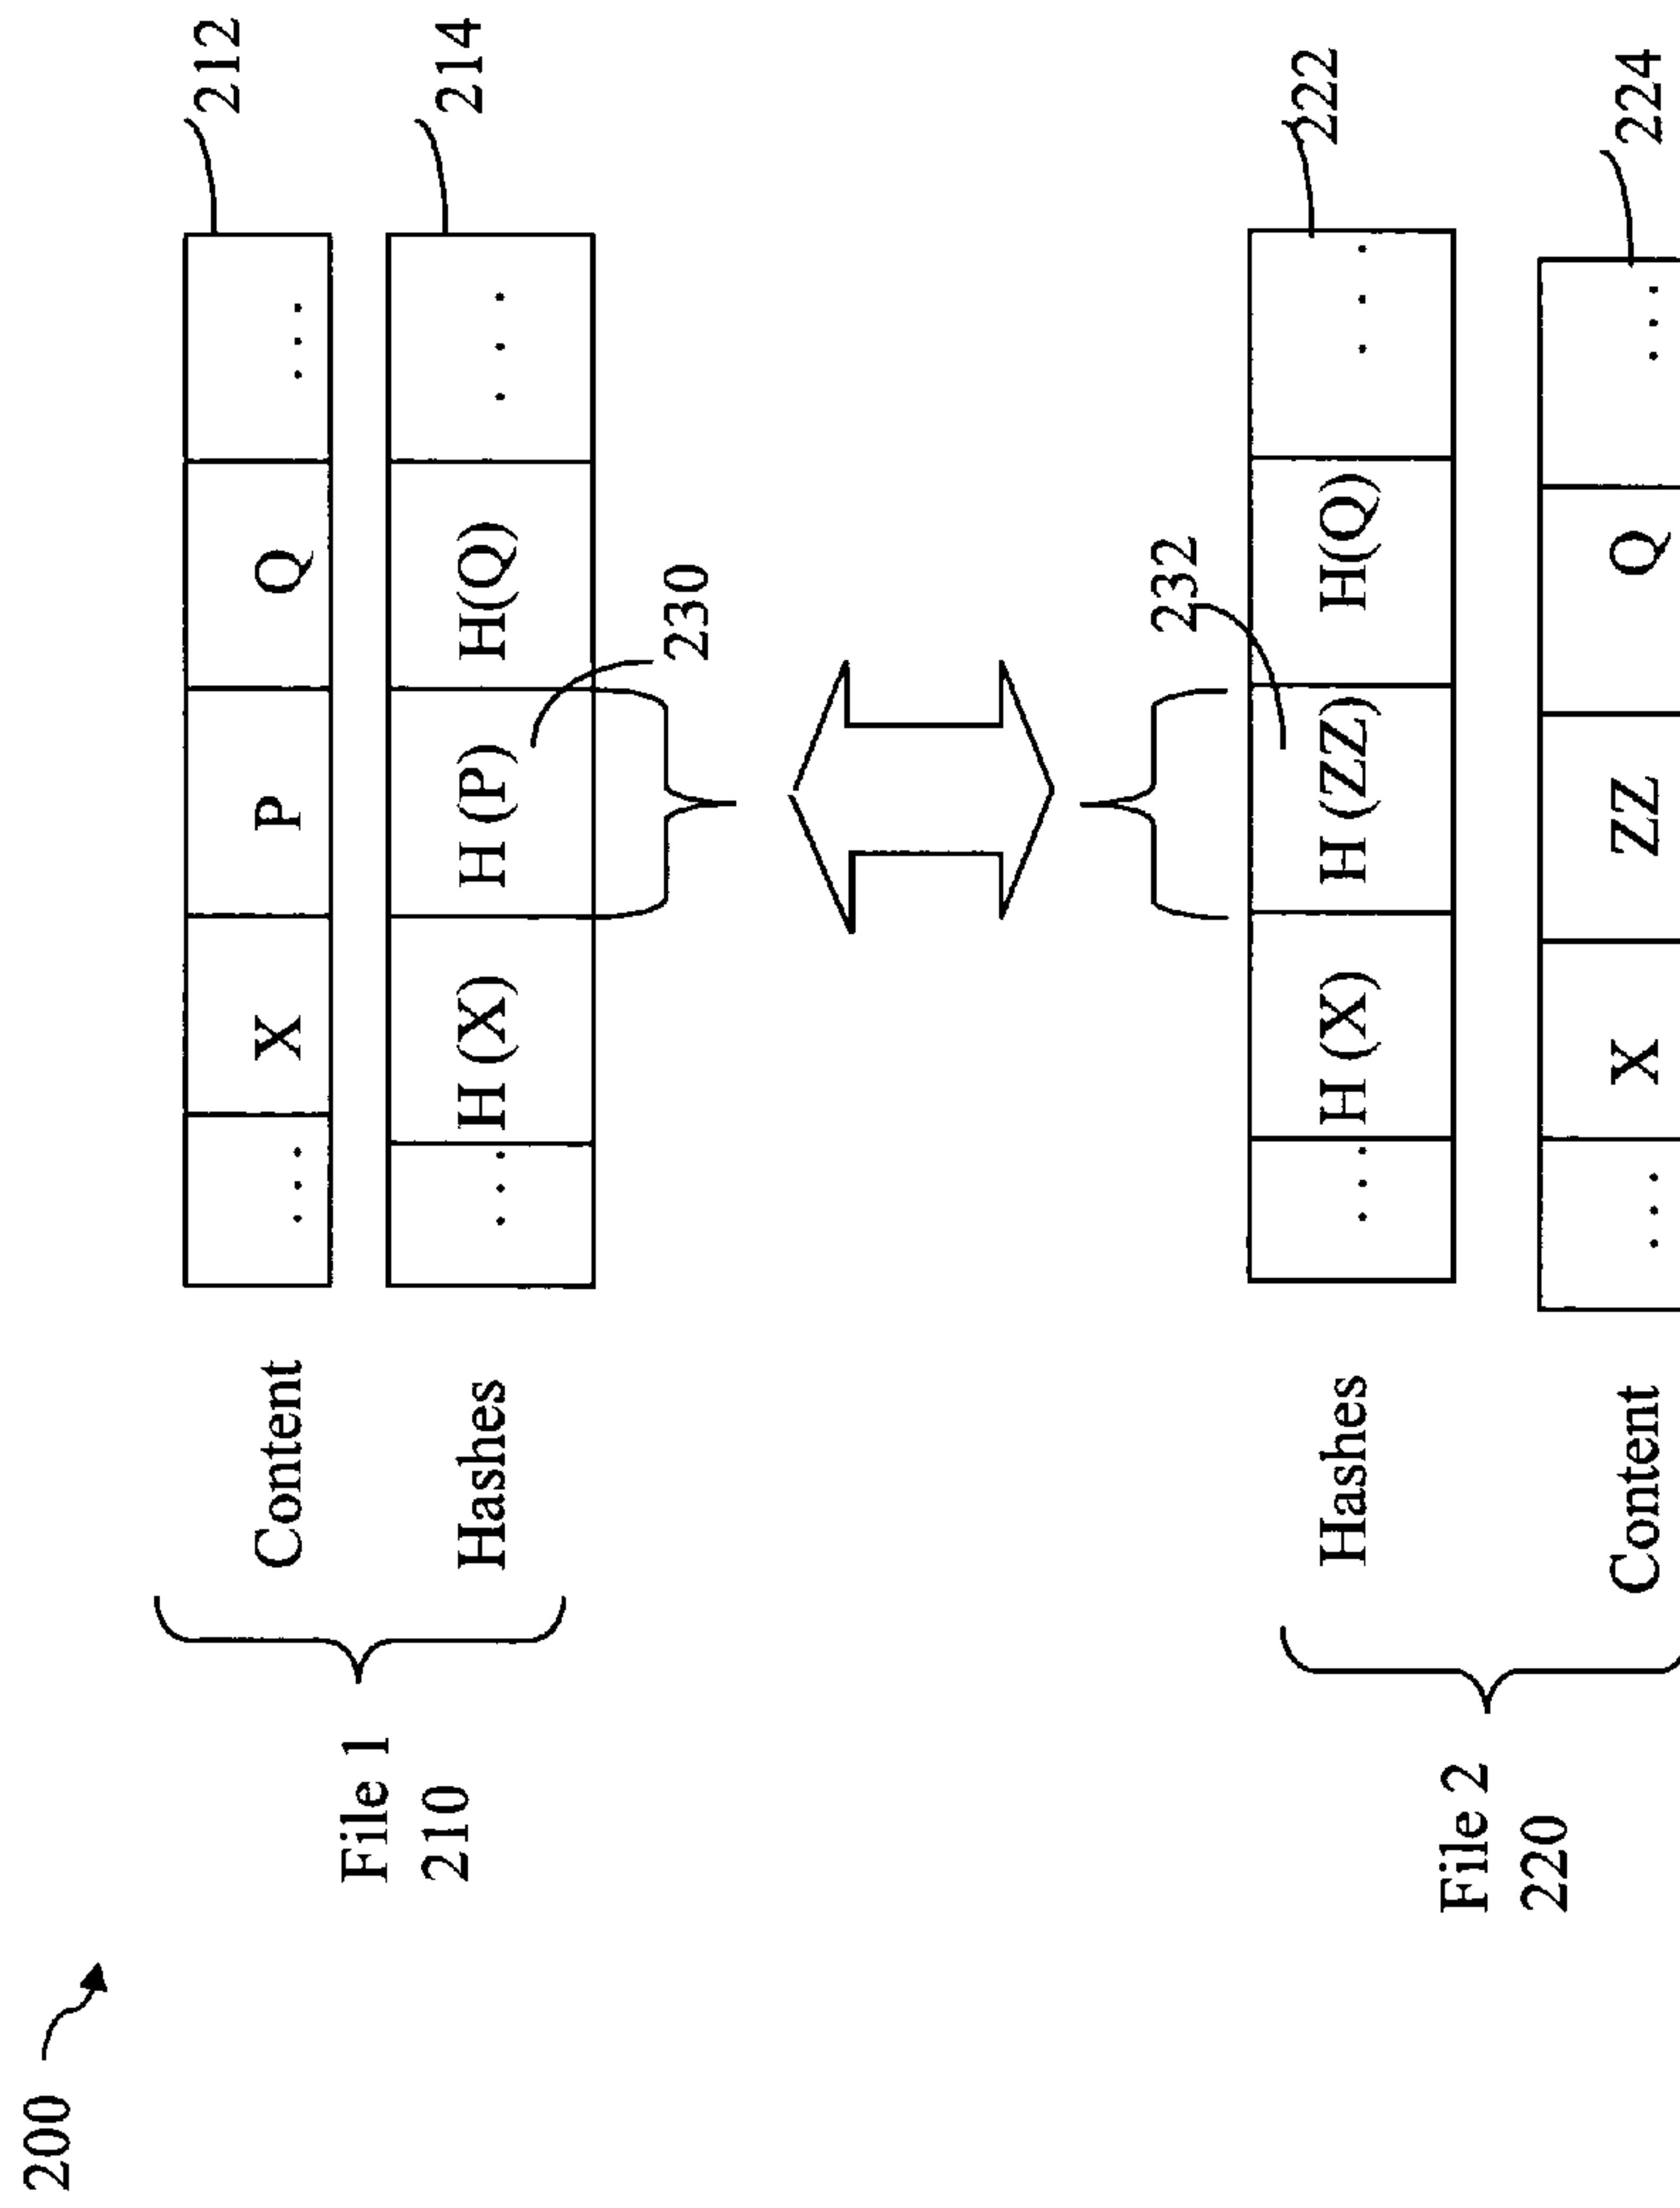 200
File 1
210
Content
... X P Q ...
212
Hashes
... H (X) H (P) H(Q) ...
214
230
232
File 2
220
Hashes
... H (X) H (ZZ) H(Q) ...
222
Content
... X ZZ Q ...
224